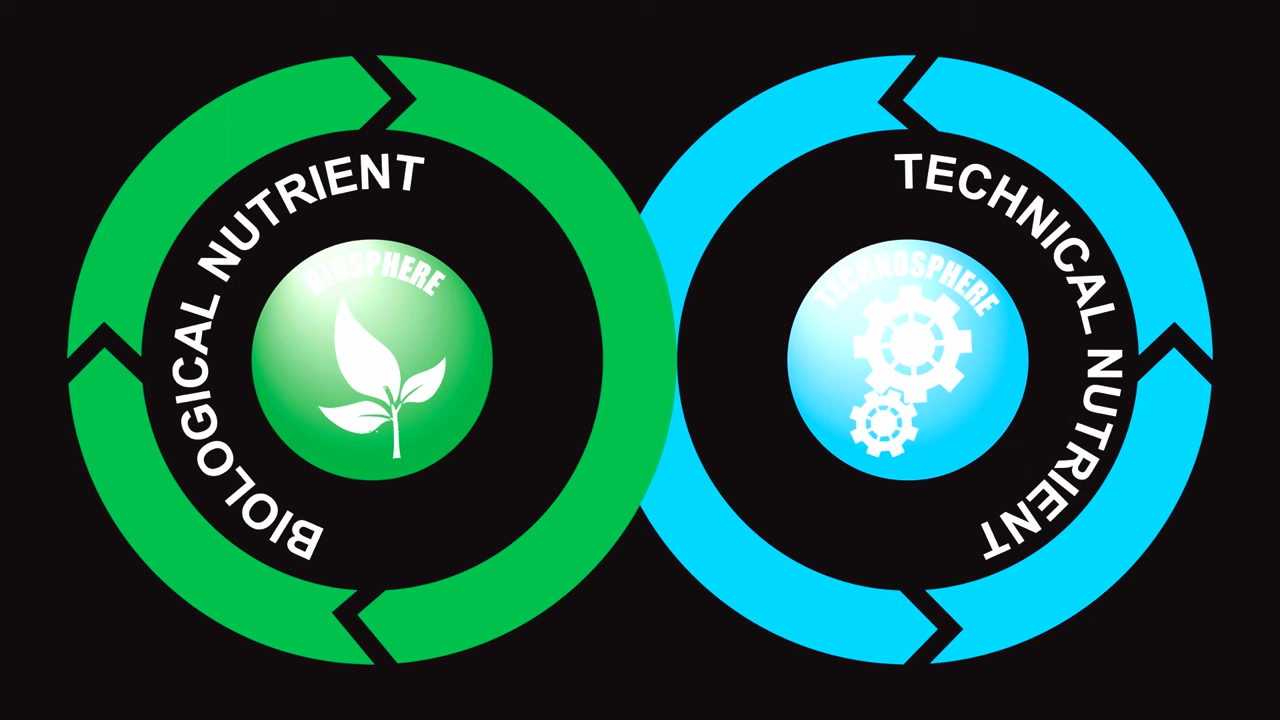 BIOLOGICAL NUTRIENT
BIOSPHERE
TECHNICAL NUTRIENT
TECHNOSPHERE